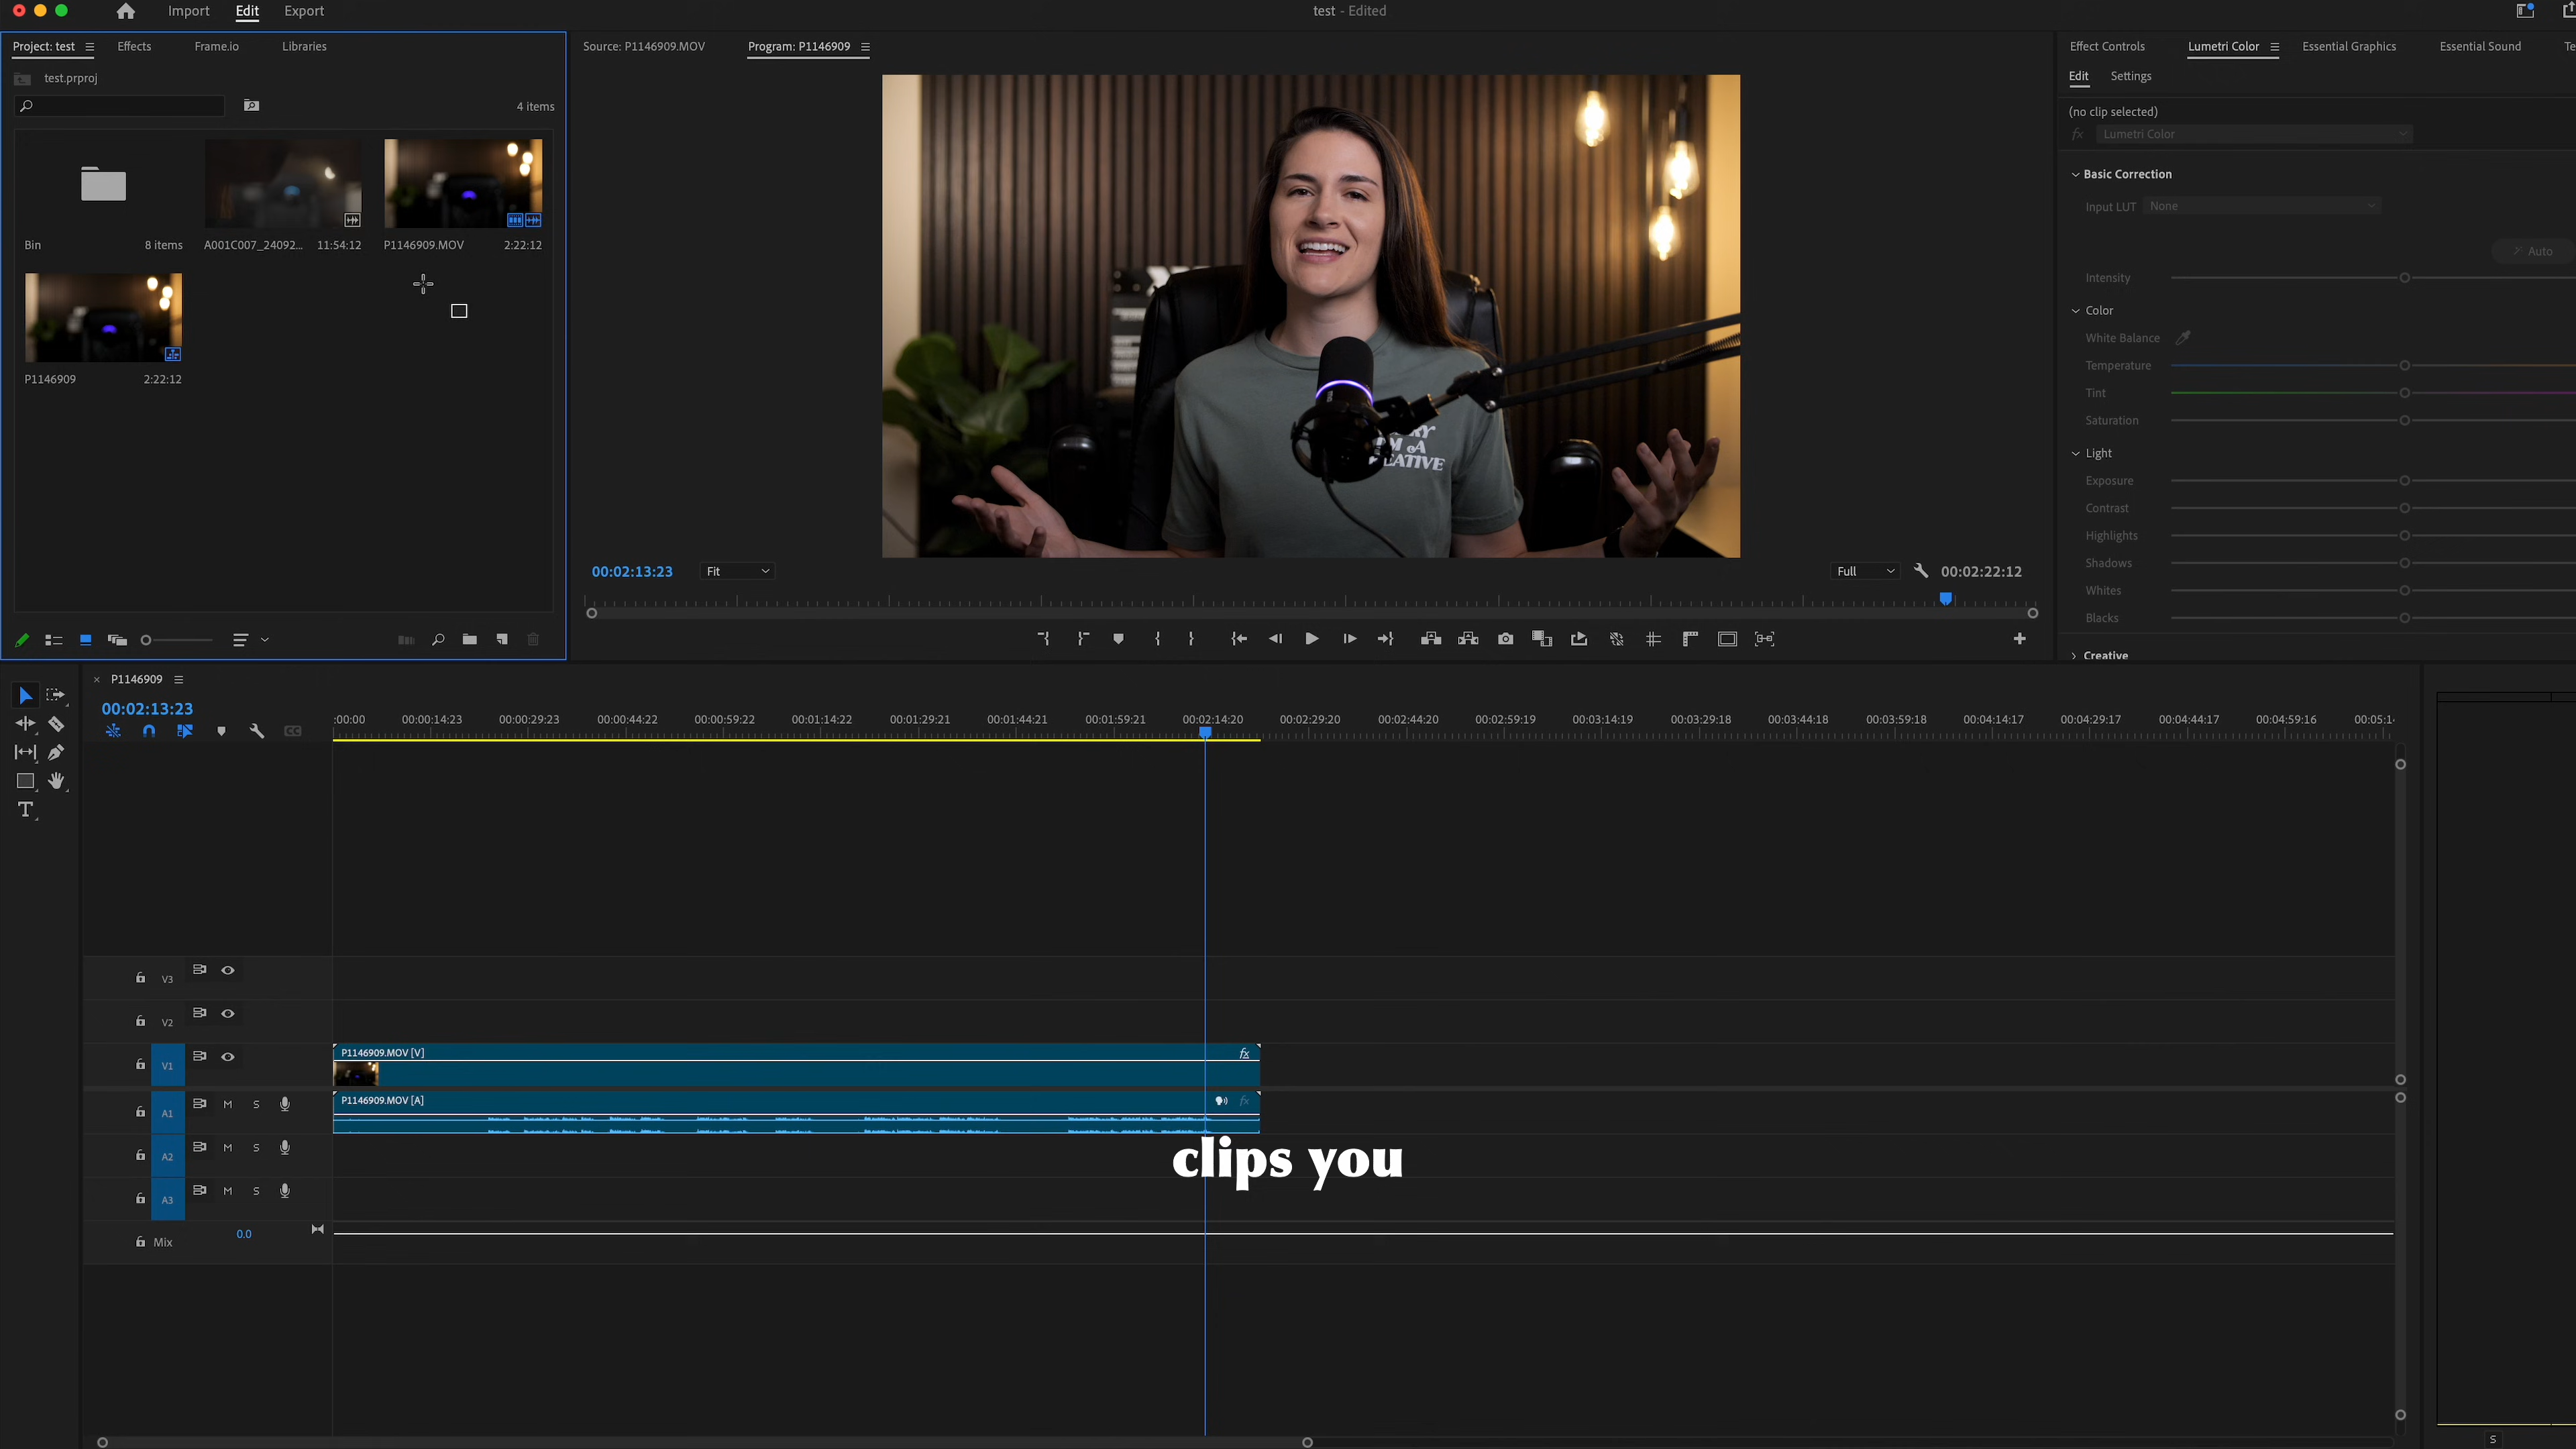 Import Edit Export
test - Edited
Project: test Effects Frame.io Libraries
test.prproj
4 items
Bin 8 items
A001C007_24092... 11:54:12
P1146909.MOV 2:22:12
P1146909 2:22:12
Source: P1146909.MOV Program: P1146909
I'M A
00:02:13:23 Fit Full 00:02:22:12
Effect Controls Lumetri Color Essential Graphics Essential Sound Te
Edit Settings
(no clip selected)
fx Lumetri Color
Basic Correction
Input LUT None
Auto
Intensity
Color
White Balance
Temperature
Tint
Saturation
Light
Exposure
Contrast
Highlights
Shadows
Whites
Blacks
Creative
P1146909
00:02:13:23
:00:00 00:00:14:23 00:00:29:23 00:00:44:22 00:00:59:22 00:01:14:22 00:01:29:21 00:01:44:21 00:01:59:21 00:02:14:20 00:02:29:20 00:02:44:20 00:02:59:19 00:03:14:19 00:03:29:18 00:03:44:18 00:03:59:18 00:04:14:17 00:04:29:17 00:04:44:17 00:04:59:16 00:05:1
CC
T
V3
V2
V1 P1146909.MOV [V] fx
A1 M S P1146909.MOV [A] fx
A2 M S
clips you
A3 M S
Mix 0.0
S